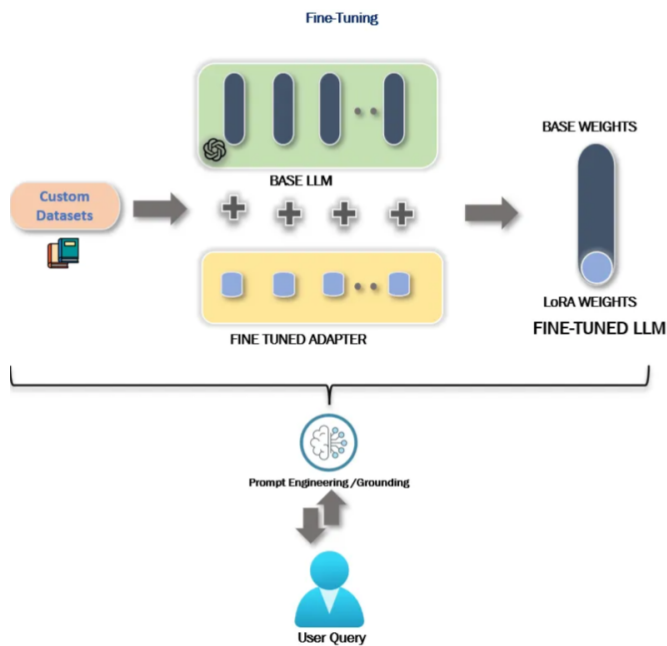 Fine-Tuning
BASE LLM
Custom
Datasets
FINE TUNED ADAPTER
BASE WEIGHTS
LoRA WEIGHTS
FINE-TUNED LLM
Prompt Engineering /Grounding
User Query